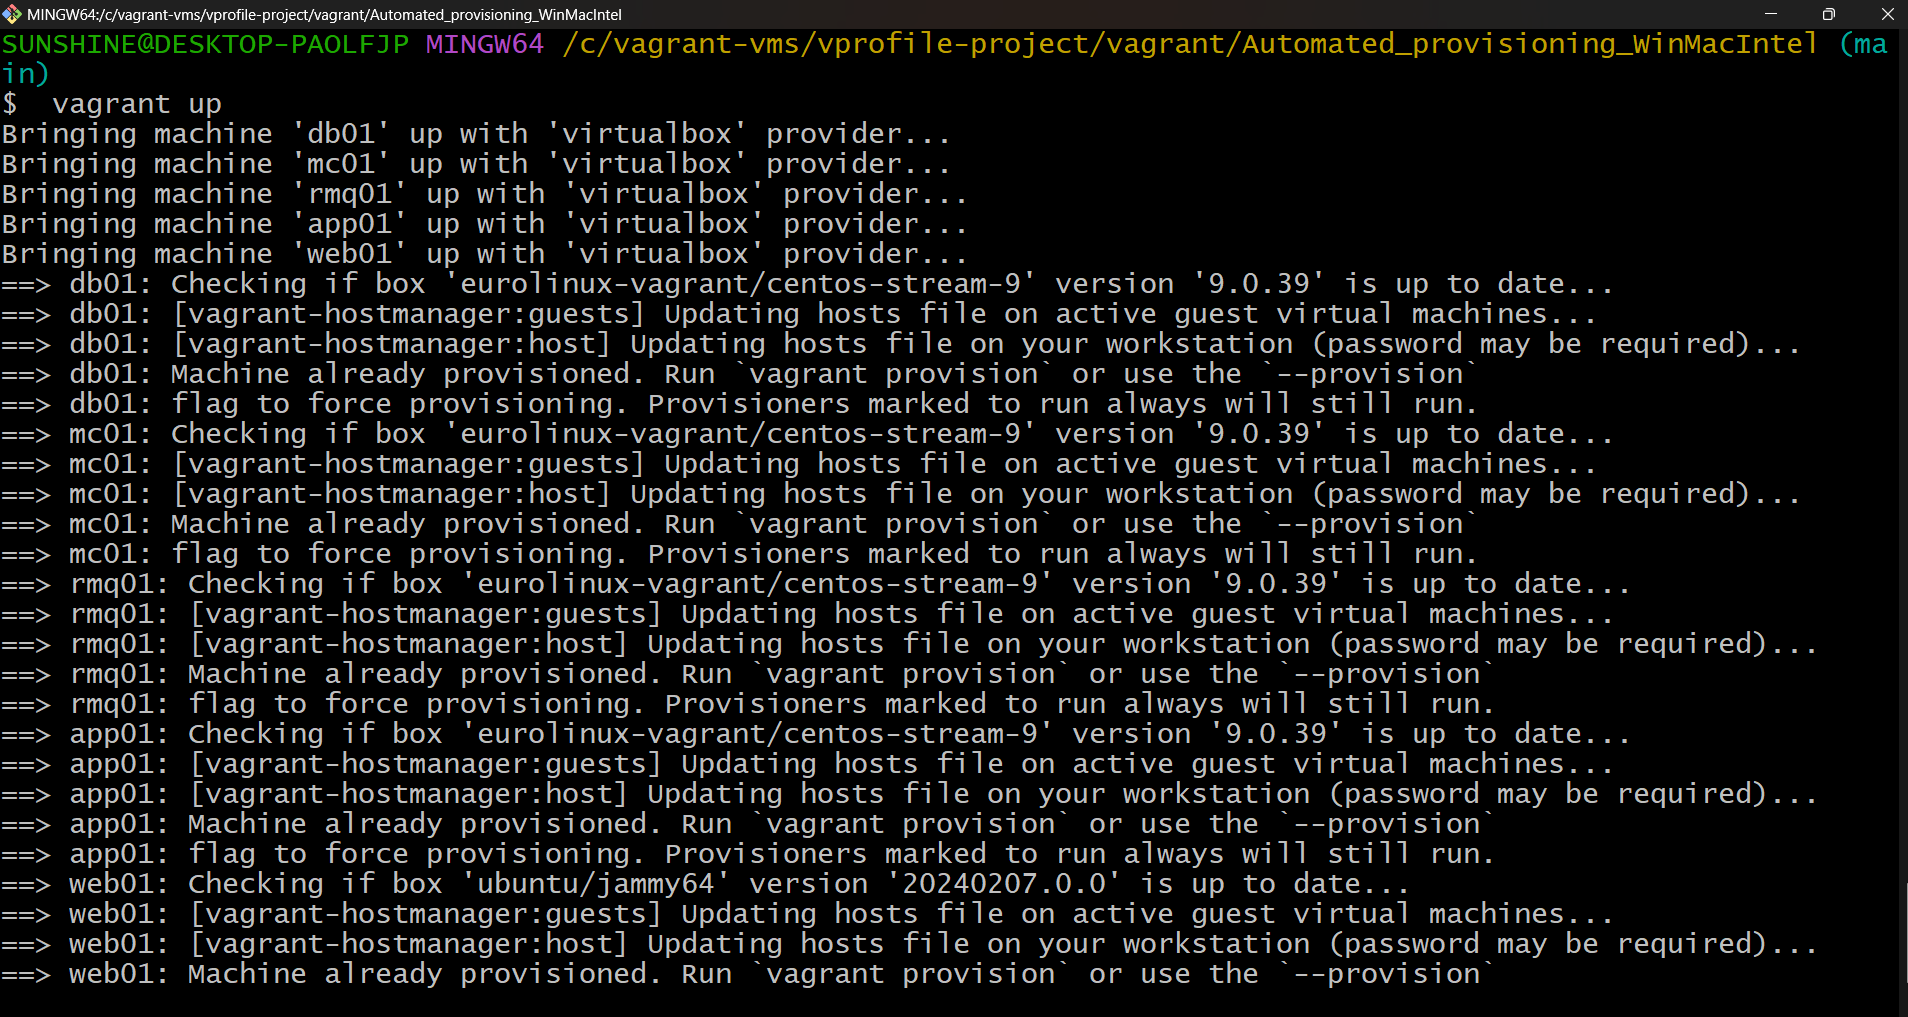 MINGW64:/c/vagrant-vms/vprofile-project/vagrant/Automated_provisioning_WinMacIntel
SUNSHINE@DESKTOP-PAOLFJP MINGW64 /c/vagrant-vms/vprofile-project/vagrant/Automated_provisioning_WinMacIntel (ma
in)
$  vagrant up
Bringing machine 'db01' up with 'virtualbox' provider...
Bringing machine 'mc01' up with 'virtualbox' provider...
Bringing machine 'rmq01' up with 'virtualbox' provider...
Bringing machine 'app01' up with 'virtualbox' provider...
Bringing machine 'web01' up with 'virtualbox' provider...
==> db01: Checking if box 'eurolinux-vagrant/centos-stream-9' version '9.0.39' is up to date...
==> db01: [vagrant-hostmanager:guests] Updating hosts file on active guest virtual machines...
==> db01: [vagrant-hostmanager:host] Updating hosts file on your workstation (password may be required)...
==> db01: Machine already provisioned. Run `vagrant provision` or use the `--provision`
==> db01: flag to force provisioning. Provisioners marked to run always will still run.
==> mc01: Checking if box 'eurolinux-vagrant/centos-stream-9' version '9.0.39' is up to date...
==> mc01: [vagrant-hostmanager:guests] Updating hosts file on active guest virtual machines...
==> mc01: [vagrant-hostmanager:host] Updating hosts file on your workstation (password may be required)...
==> mc01: Machine already provisioned. Run `vagrant provision` or use the `--provision`
==> mc01: flag to force provisioning. Provisioners marked to run always will still run.
==> rmq01: Checking if box 'eurolinux-vagrant/centos-stream-9' version '9.0.39' is up to date...
==> rmq01: [vagrant-hostmanager:guests] Updating hosts file on active guest virtual machines...
==> rmq01: [vagrant-hostmanager:host] Updating hosts file on your workstation (password may be required)...
==> rmq01: Machine already provisioned. Run `vagrant provision` or use the `--provision`
==> rmq01: flag to force provisioning. Provisioners marked to run always will still run.
==> app01: Checking if box 'eurolinux-vagrant/centos-stream-9' version '9.0.39' is up to date...
==> app01: [vagrant-hostmanager:guests] Updating hosts file on active guest virtual machines...
==> app01: [vagrant-hostmanager:host] Updating hosts file on your workstation (password may be required)...
==> app01: Machine already provisioned. Run `vagrant provision` or use the `--provision`
==> app01: flag to force provisioning. Provisioners marked to run always will still run.
==> web01: Checking if box 'ubuntu/jammy64' version '20240207.0.0' is up to date...
==> web01: [vagrant-hostmanager:guests] Updating hosts file on active guest virtual machines...
==> web01: [vagrant-hostmanager:host] Updating hosts file on your workstation (password may be required)...
==> web01: Machine already provisioned. Run `vagrant provision` or use the `--provision`